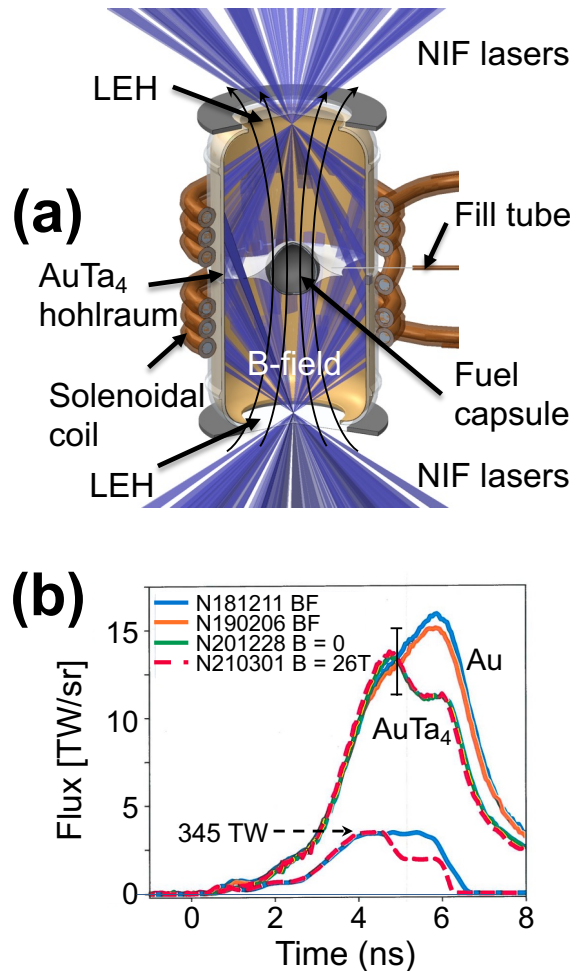 NIF lasers
LEH
(a)
Fill tube
AuTa4
hohlraum
B-field
Solenoidal
coil
Fuel
capsule
LEH
NIF lasers
(b)
N181211 BF
N190206 BF
N201228 B = 0
N210301 B = 26T
Au
AuTa4
345 TW
Flux [TW/sr]
15
10
5
0
0 2 4 6 8
Time (ns)